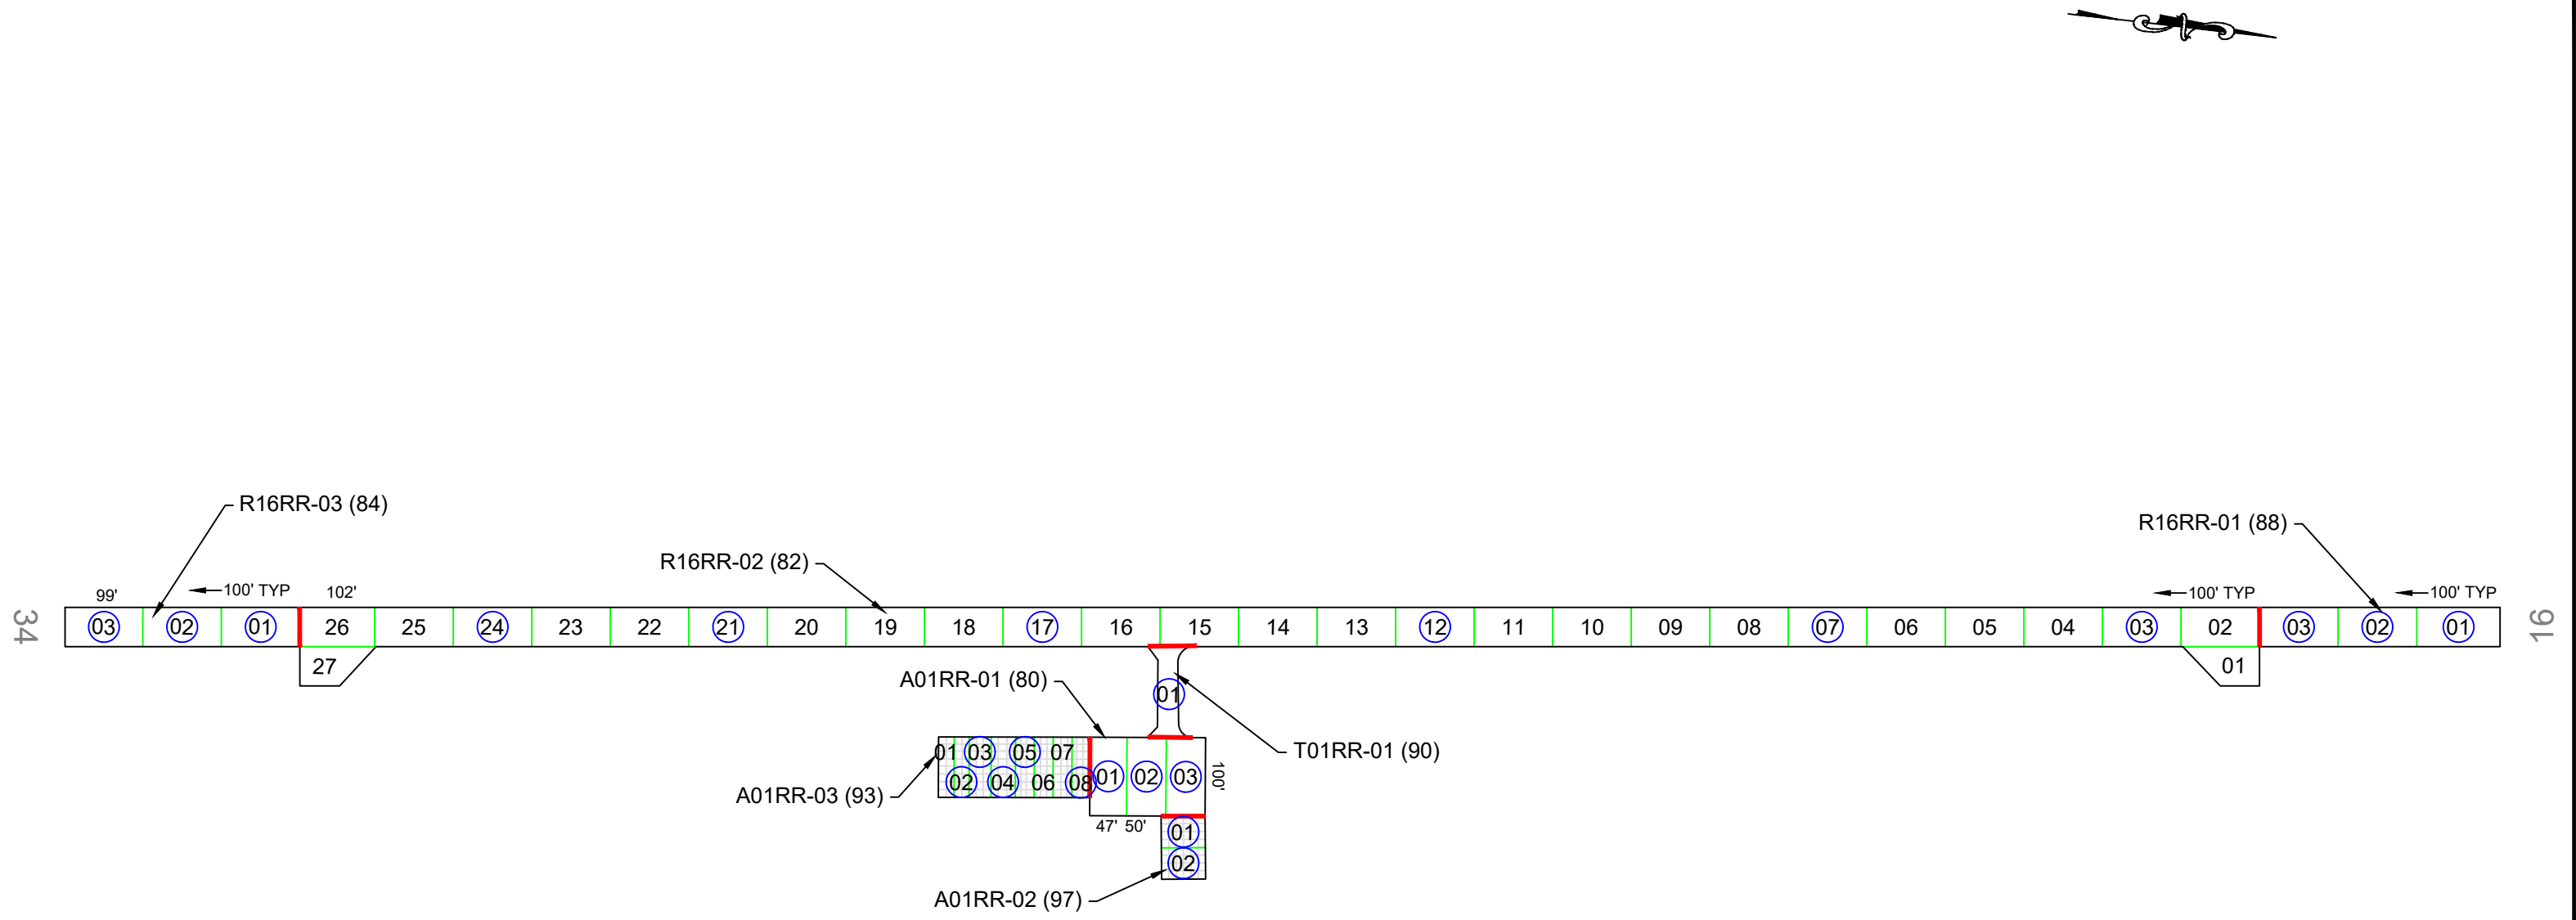 R16RR-03 (84)
R16RR-01 (88)
R16RR-02 (82)
99'
100' TYP
102'
100' TYP
100' TYP
34
03 02 01 26 25 24 23 22 21 20 19 18 17 16 15 14 13 12 11 10 09 08 07 06 05 04 03 02 03 02 01
16
27
01
A01RR-01 (80)
01
01 03 05 07
T01RR-01 (90)
02 04 06 08
01 02 03
100'
A01RR-03 (93)
47' 50'
01
02
A01RR-02 (97)